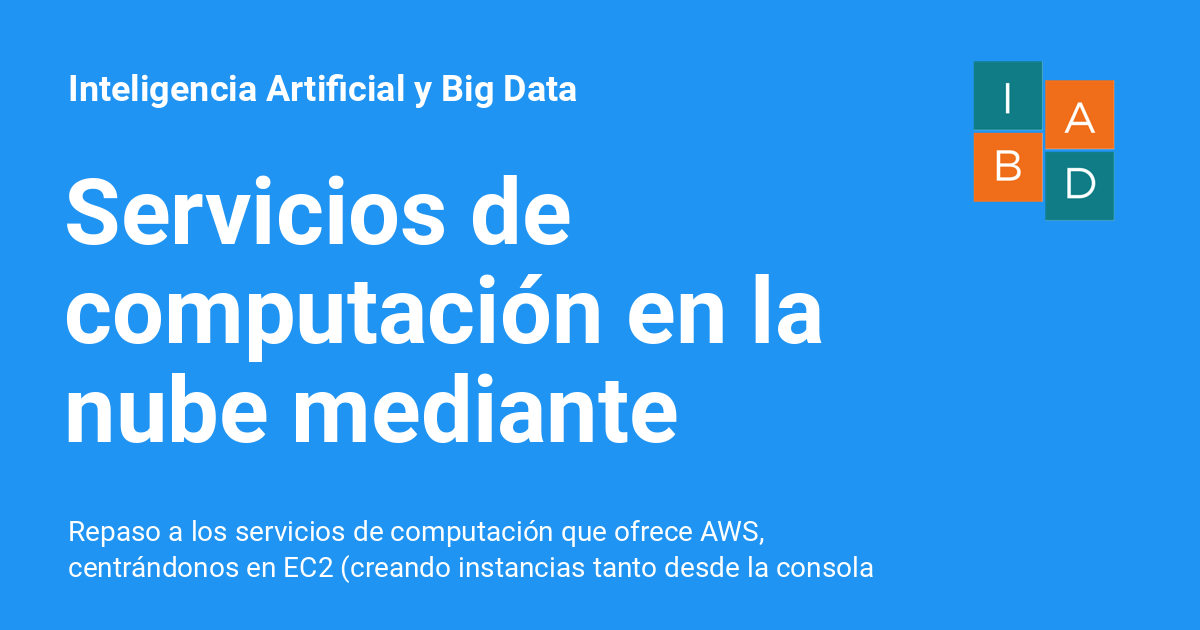 Inteligencia Artificial y Big Data
I A
B D
Servicios de
computación en la
nube mediante
Repaso a los servicios de computación que ofrece AWS,
centrándonos en EC2 (creando instancias tanto desde la consola